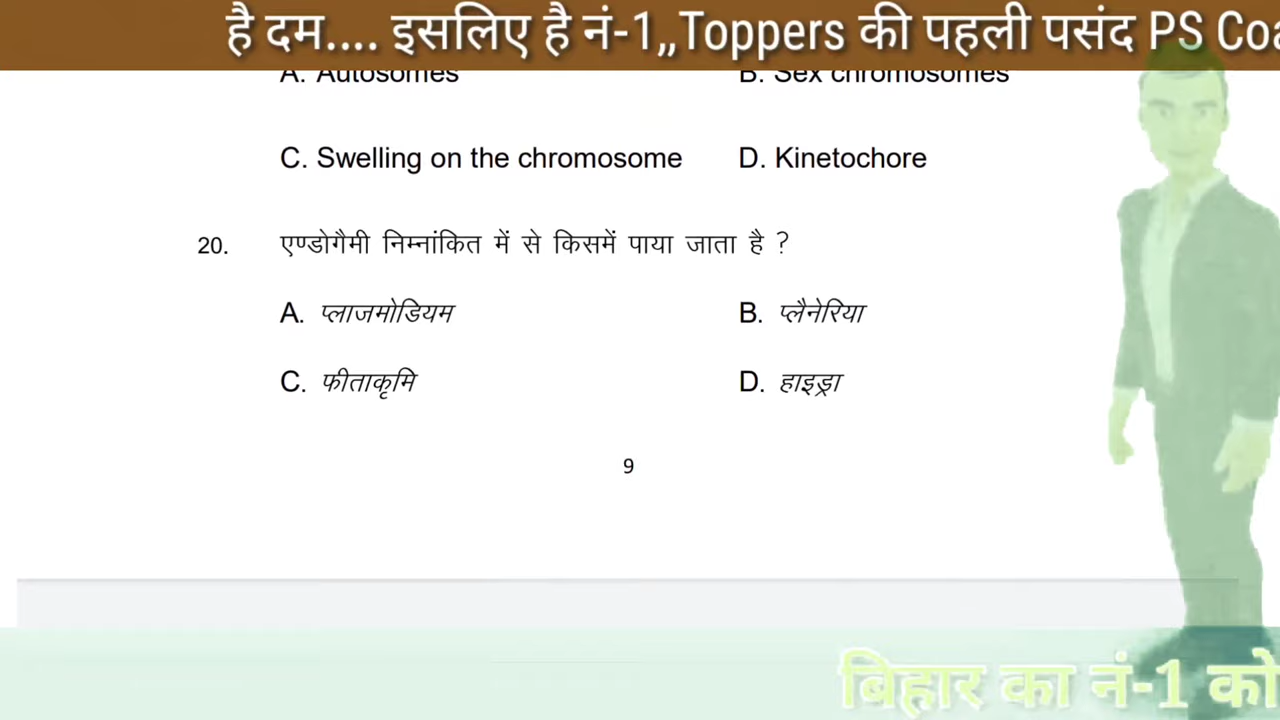 है दम.... इसलिए है नं-1,,Toppers की पहली पसंद PS
A. Autosomes B. Sex chromosomes
C. Swelling on the chromosome D. Kinetochore
20. एण्डोगैमी निम्नांकित में से किसमें पाया जाता है ?
A. प्लाजमोडियम B. प्लैनेरिया
C. फीताकृमि D. हाइड्रा
9
बिहार का नं-1